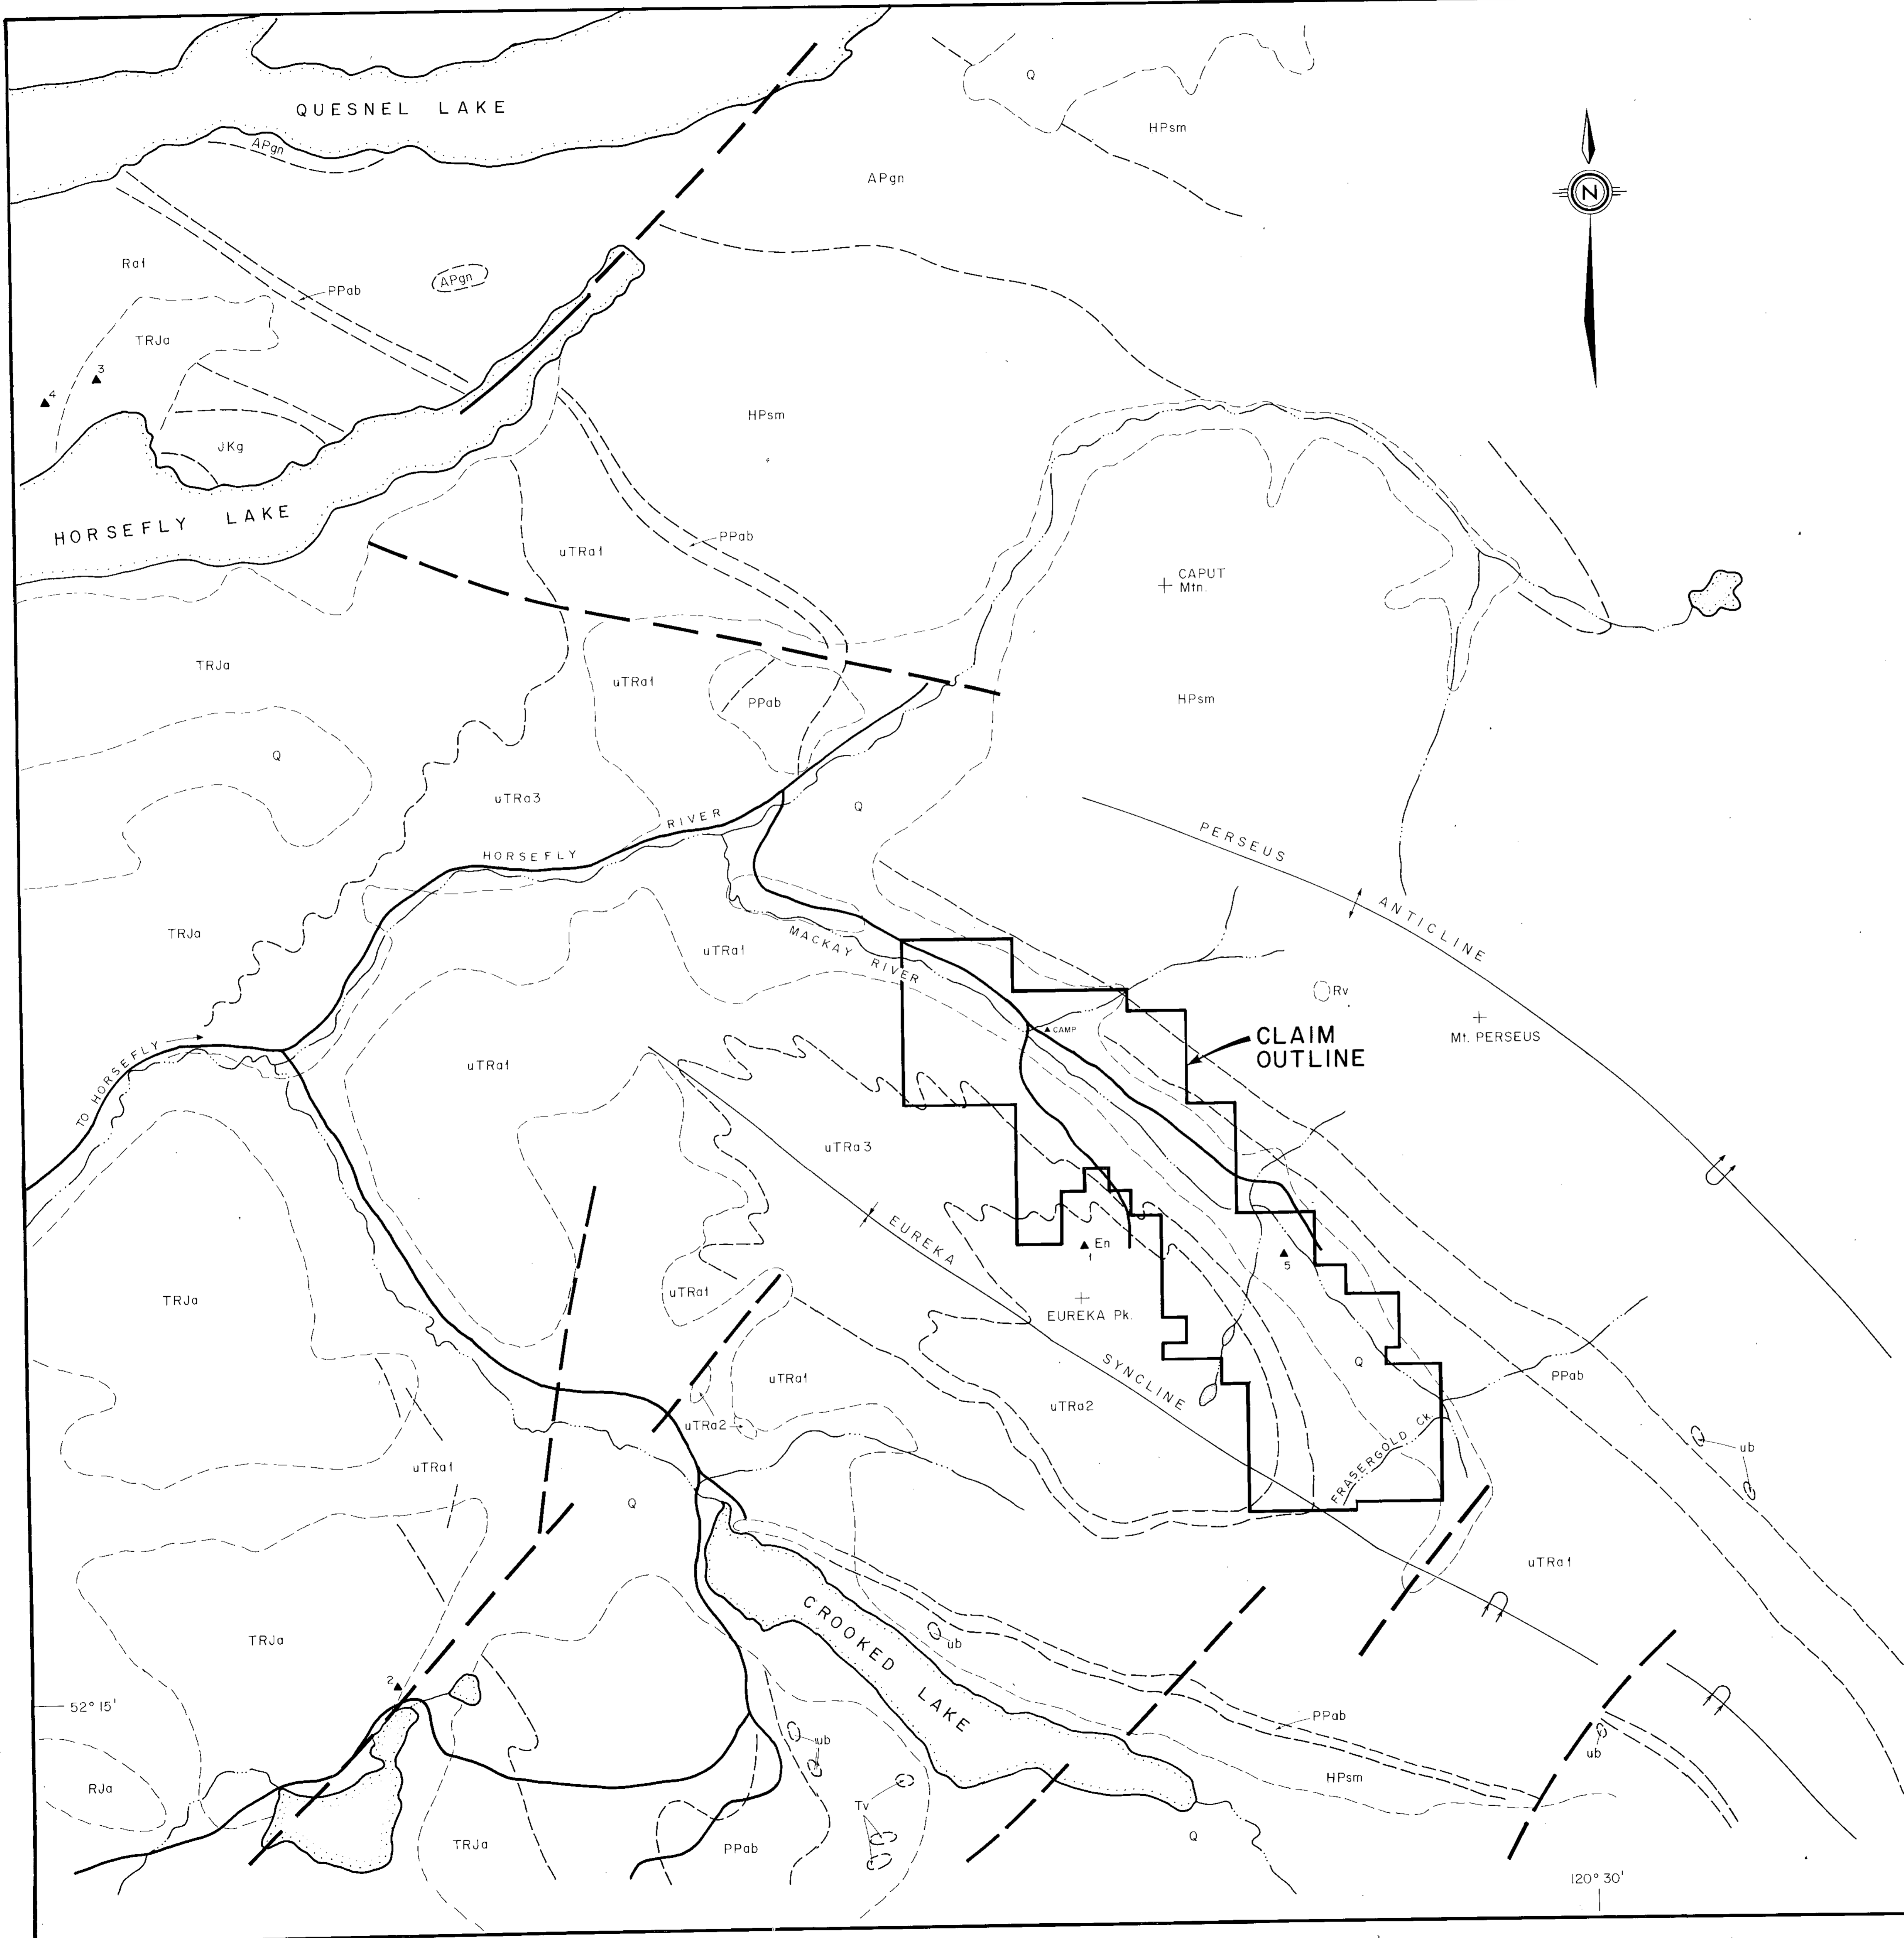 QUESNEL LAKE
Q
HPsm
APgn
APgn
N
Ra1
PPab
APgn
TRJa
3
4
JKg
HPsm
HORSEFLY LAKE
uTRa1
PPab
CAPUT
Mtn.
TRJa
uTRa1
PPab
HPsm
Q
uTRa3
Q
HORSEFLY RIVER
PERSEUS ANTICLINE
TRJa
uTRa1
MACKAY RIVER
Rv
CAMP
CLAIM
OUTLINE
Mt. PERSEUS
TO HORSEFLY
uTRa1
uTRa3
EUREKA SYNCLINE
En
1
5
TRJa
uTRa1
EUREKA Pk.
uTRa1
Q
PPab
uTRa2
uTRa2
FRASERGOLD Ck.
ub
uTRa1
Q
uTRa1
CROOKED LAKE
TRJa
ub
2
52° 15'
PPab
ub
ub
RJa
HPsm
Tv
TRJa
PPab
Q
120° 30'